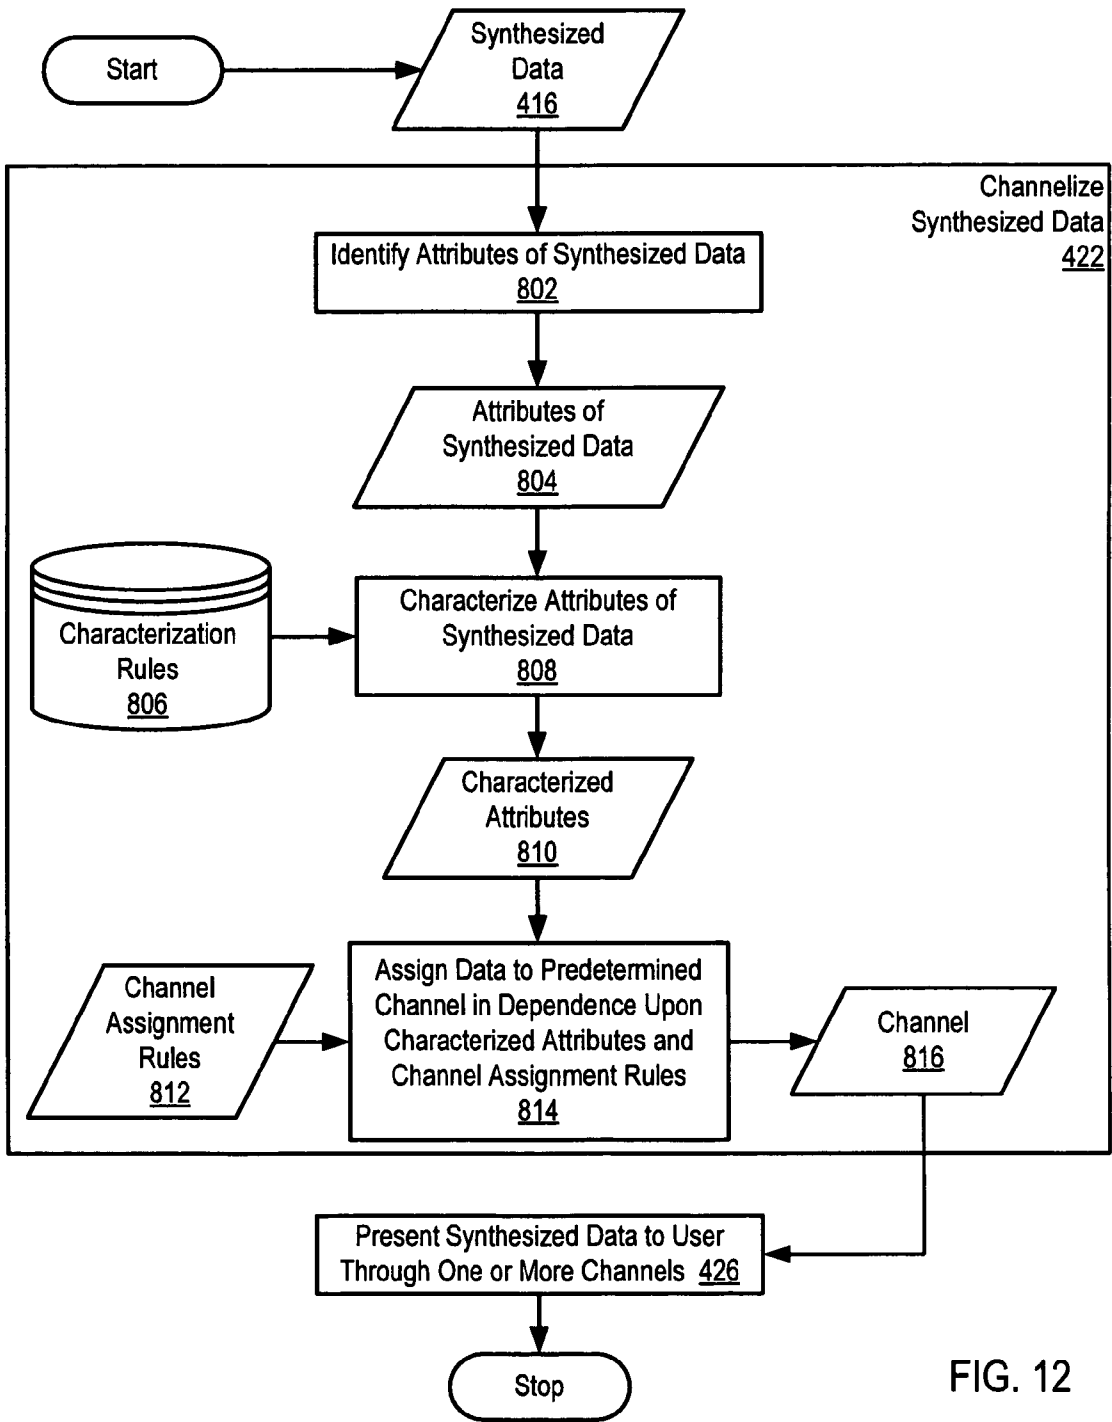 Start
Synthesized
Data
416
Channelize
Synthesized Data
422
Identify Attributes of Synthesized Data
802
Attributes of
Synthesized Data
804
Characterization
Rules
806
Characterize Attributes of
Synthesized Data
808
Characterized
Attributes
810
Channel
Assignment
Rules
812
Assign Data to Predetermined
Channel in Dependence Upon
Characterized Attributes and
Channel Assignment Rules
814
Channel
816
Present Synthesized Data to User
Through One or More Channels 426
Stop
FIG. 12